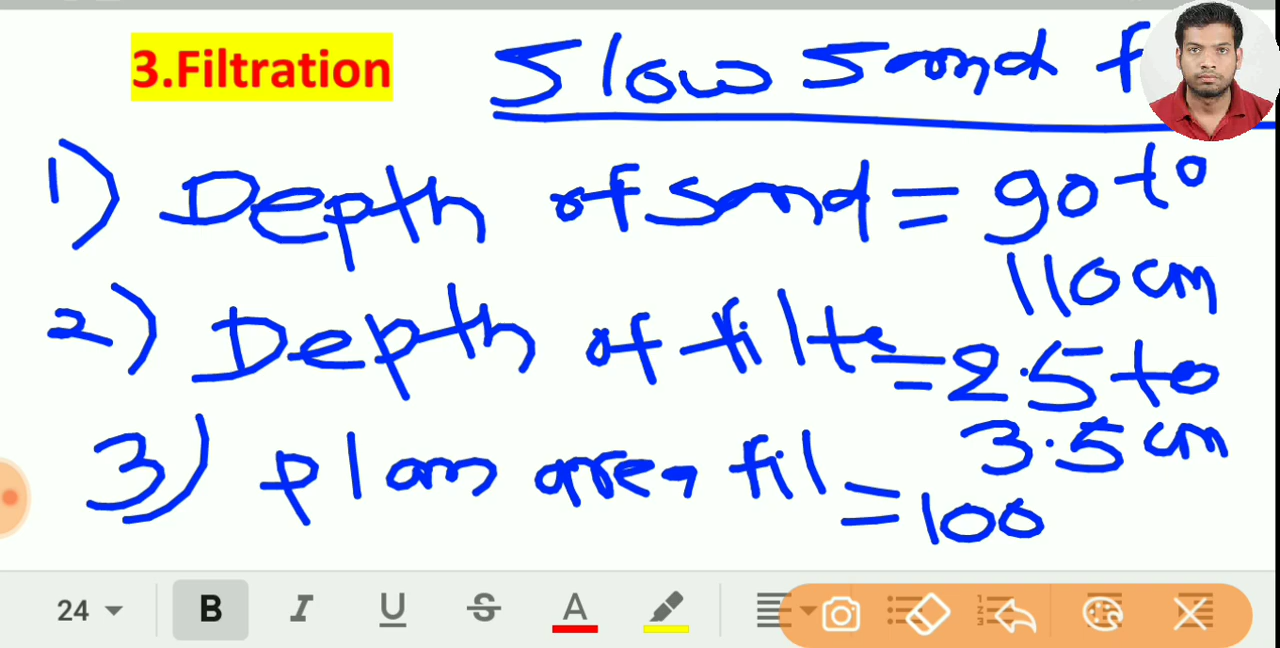 3.Filtration
Slow Sand f
1) Depth of Sand = 90 to
110 cm
2) Depth of filte = 2.5 to
3.5 cm
3) plan area fil = 100
24 B I U S A